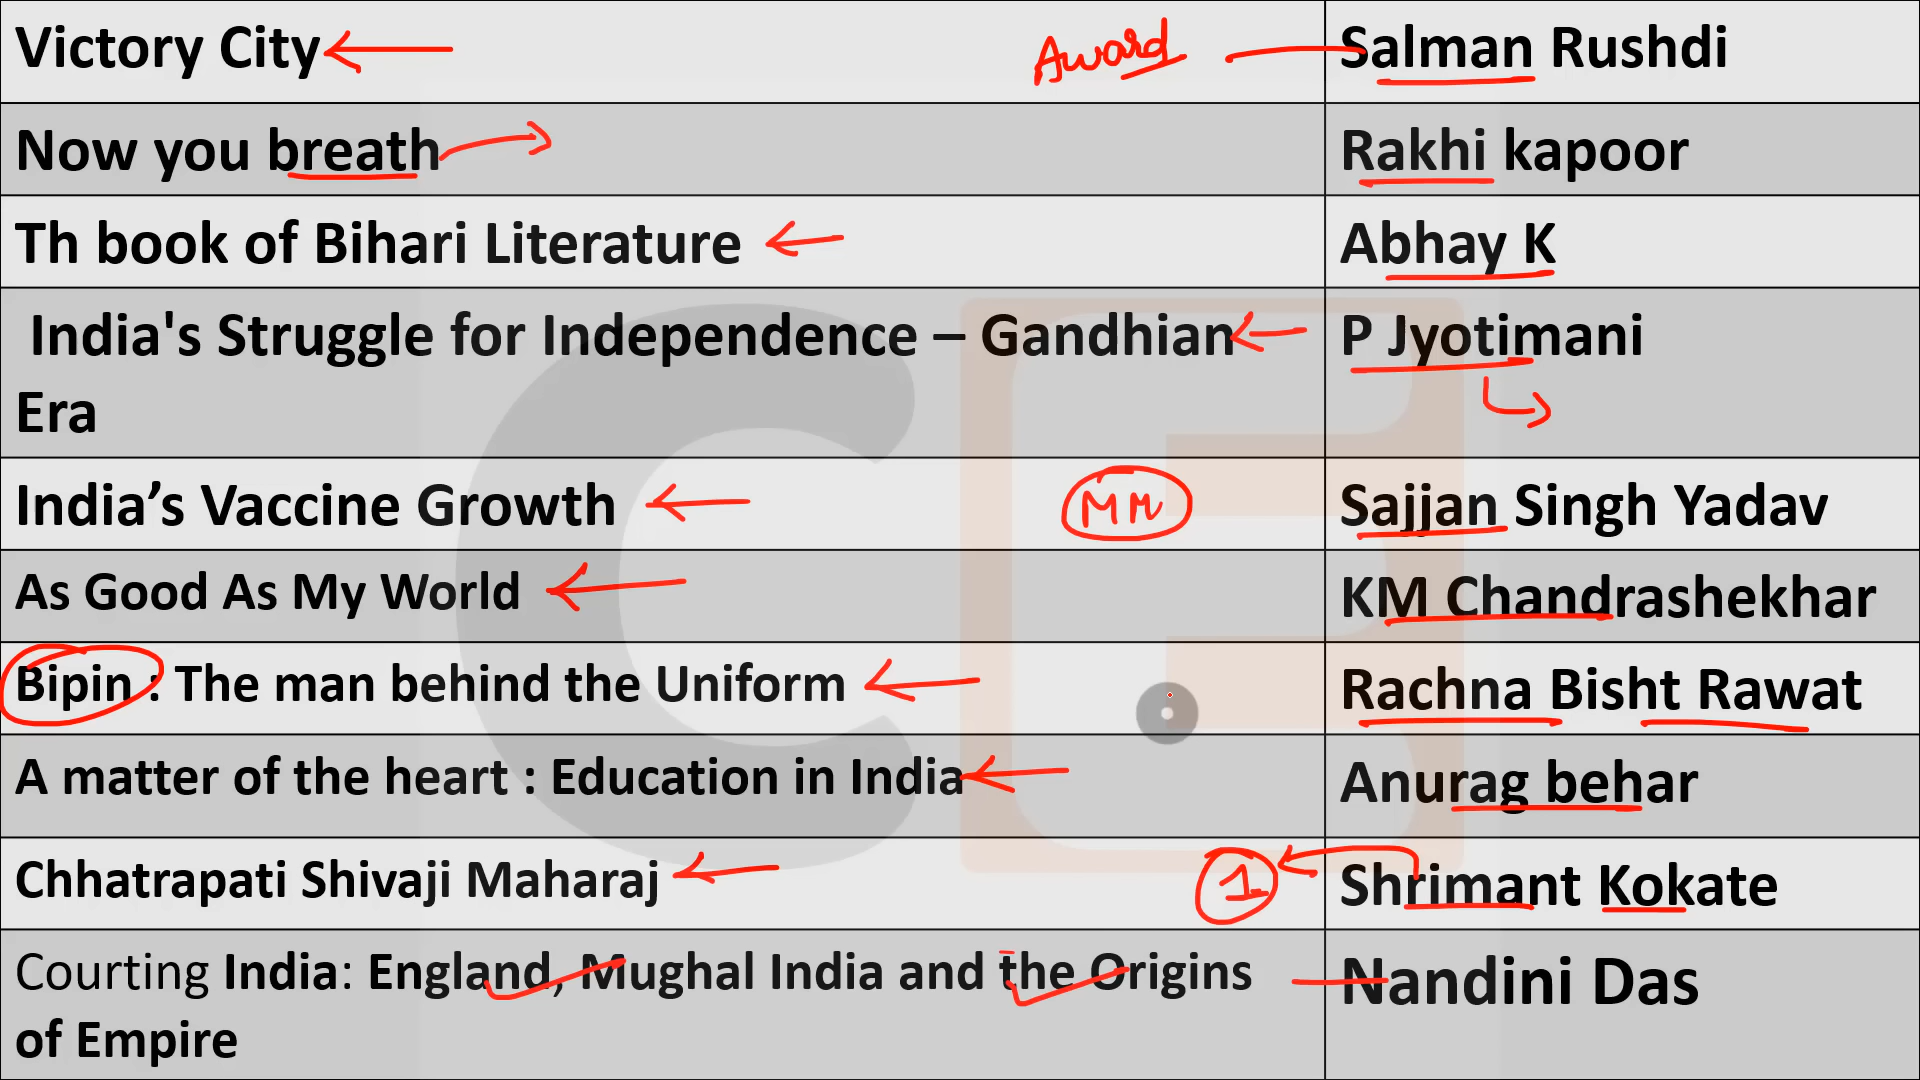 Victory City
Award
Salman Rushdi
Now you breath
Rakhi kapoor
Th book of Bihari Literature
Abhay K
India's Struggle for Independence – Gandhian
Era
P Jyotimani
India’s Vaccine Growth
MM
Sajjan Singh Yadav
As Good As My World
KM Chandrashekhar
Bipin : The man behind the Uniform
Rachna Bisht Rawat
A matter of the heart : Education in India
Anurag behar
Chhatrapati Shivaji Maharaj
1
Shrimant Kokate
Courting India: England, Mughal India and the Origins
of Empire
Nandini Das